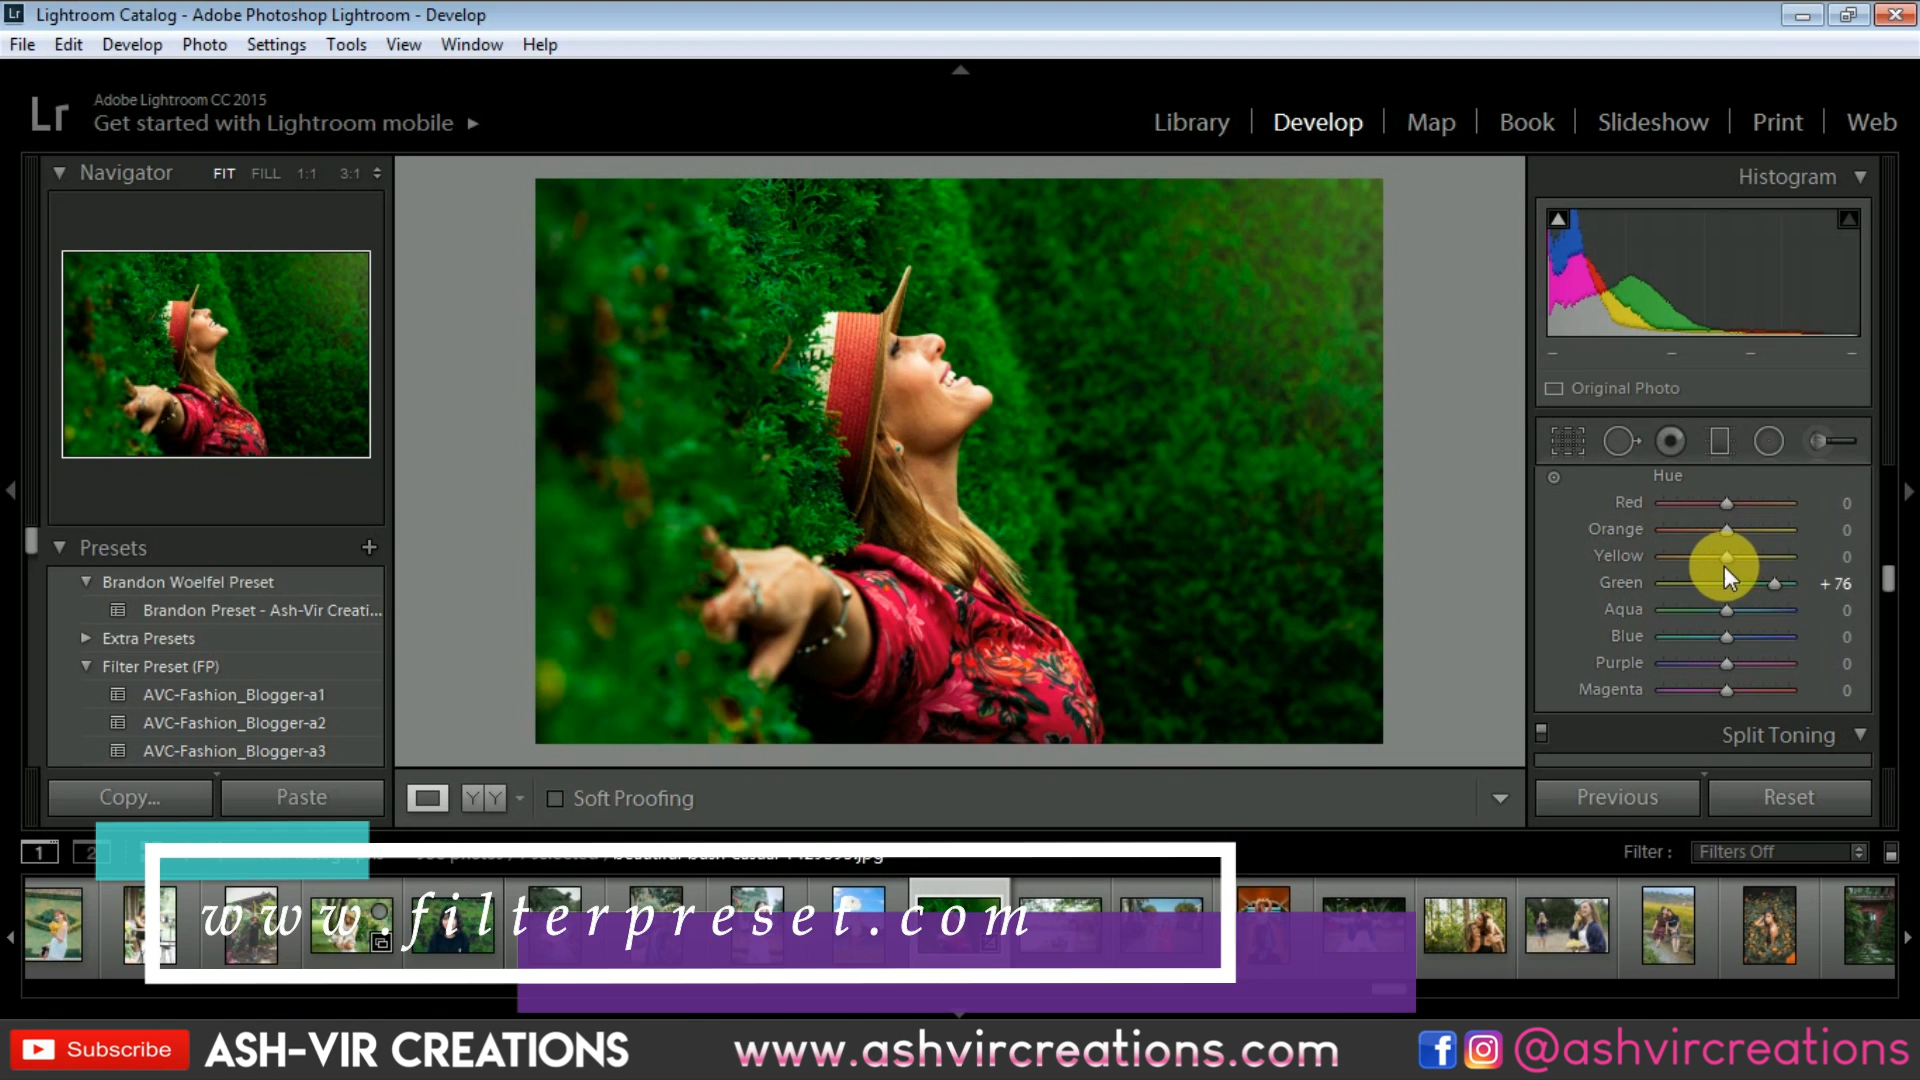 Lr Lightroom Catalog - Adobe Photoshop Lightroom - Develop
File Edit Develop Photo Settings Tools View Window Help
Lr
Adobe Lightroom CC 2015
Get started with Lightroom mobile
Library | Develop | Map | Book | Slideshow | Print | Web
Navigator FIT FILL 1:1 3:1
Histogram
Original Photo
Hue
Red 0
Orange 0
Yellow 0
Green + 76
Aqua 0
Blue 0
Purple 0
Magenta 0
Split Toning
Previous Reset
Presets +
Brandon Woelfel Preset
Brandon Preset - Ash-Vir Creati...
Extra Presets
Filter Preset (FP)
AVC-Fashion_Blogger-a1
AVC-Fashion_Blogger-a2
AVC-Fashion_Blogger-a3
Copy... Paste
YY Soft Proofing
1 2
Filter : Filters Off
www.filterpreset.com
Subscribe ASH-VIR CREATIONS www.ashvircreations.com @ashvircreations